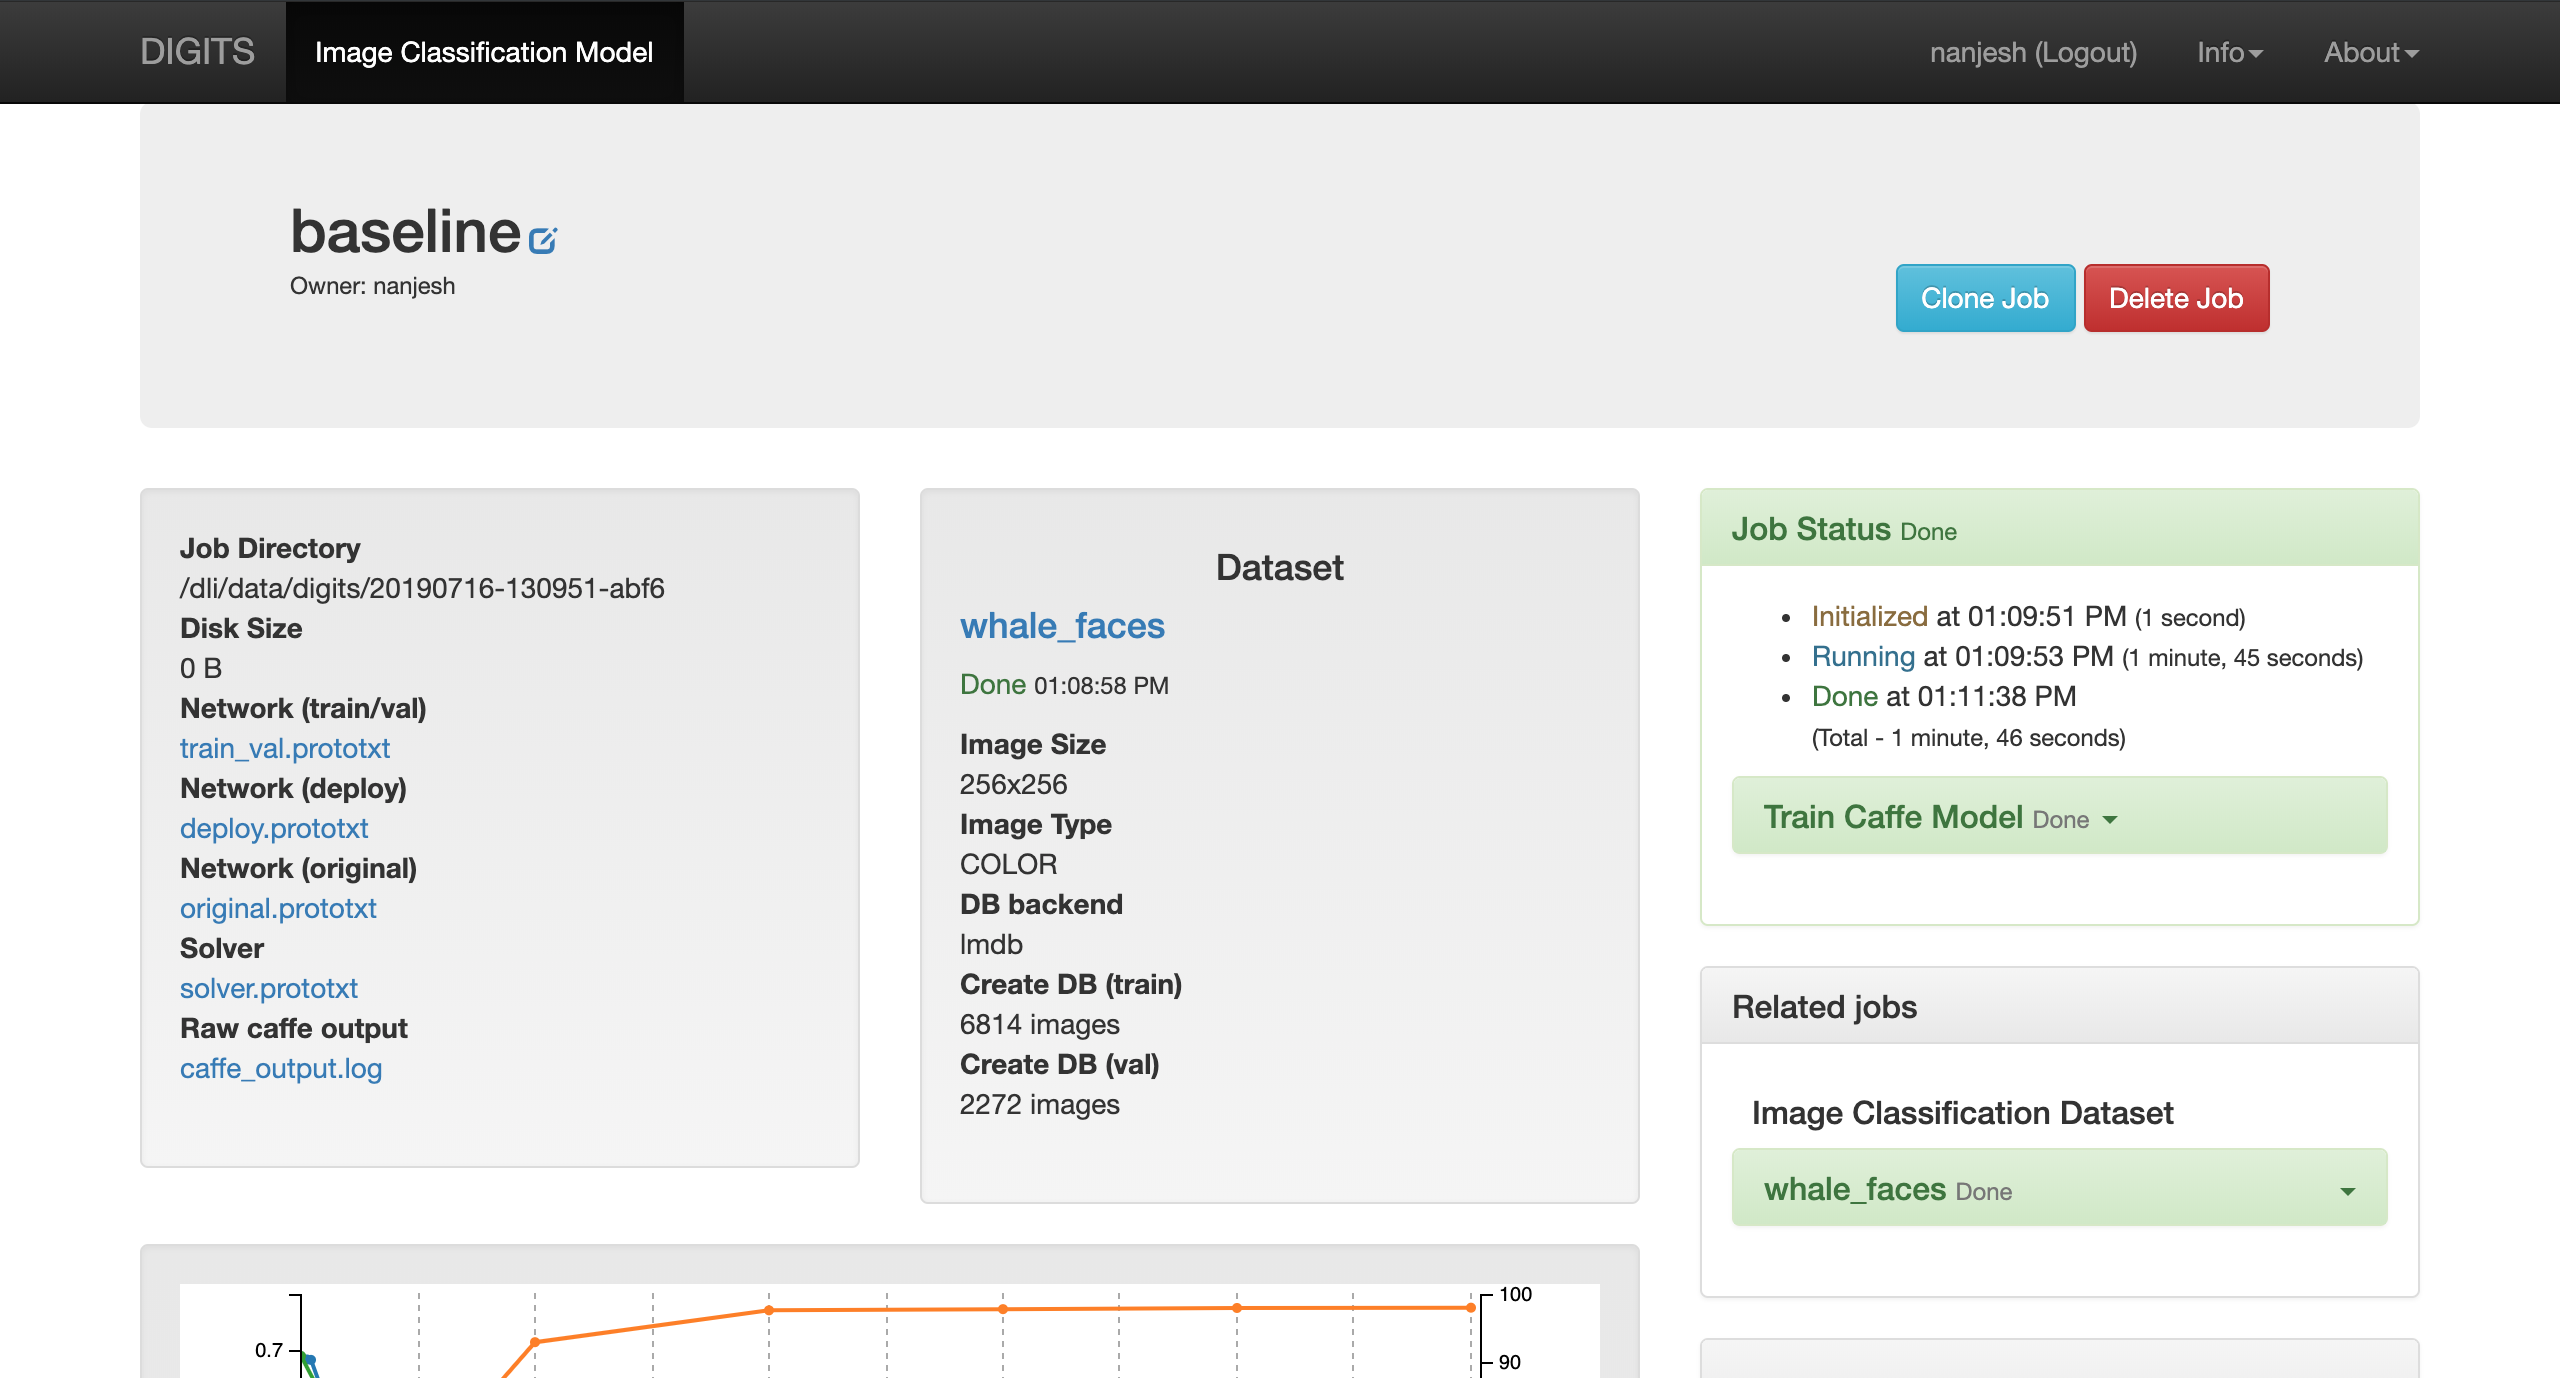 DIGITS
Image Classification Model
nanjesh (Logout)
Info
About
baseline
Owner: nanjesh
Clone Job
Delete Job
Job Directory
/dli/data/digits/20190716-130951-abf6
Disk Size
0 B
Network (train/val)
train_val.prototxt
Network (deploy)
deploy.prototxt
Network (original)
original.prototxt
Solver
solver.prototxt
Raw caffe output
caffe_output.log
Dataset
whale_faces
Done 01:08:58 PM
Image Size
256x256
Image Type
COLOR
DB backend
lmdb
Create DB (train)
6814 images
Create DB (val)
2272 images
Job Status Done
Initialized at 01:09:51 PM (1 second)
Running at 01:09:53 PM (1 minute, 45 seconds)
Done at 01:11:38 PM
(Total - 1 minute, 46 seconds)
Train Caffe Model Done
Related jobs
Image Classification Dataset
whale_faces Done
0.7
100
90